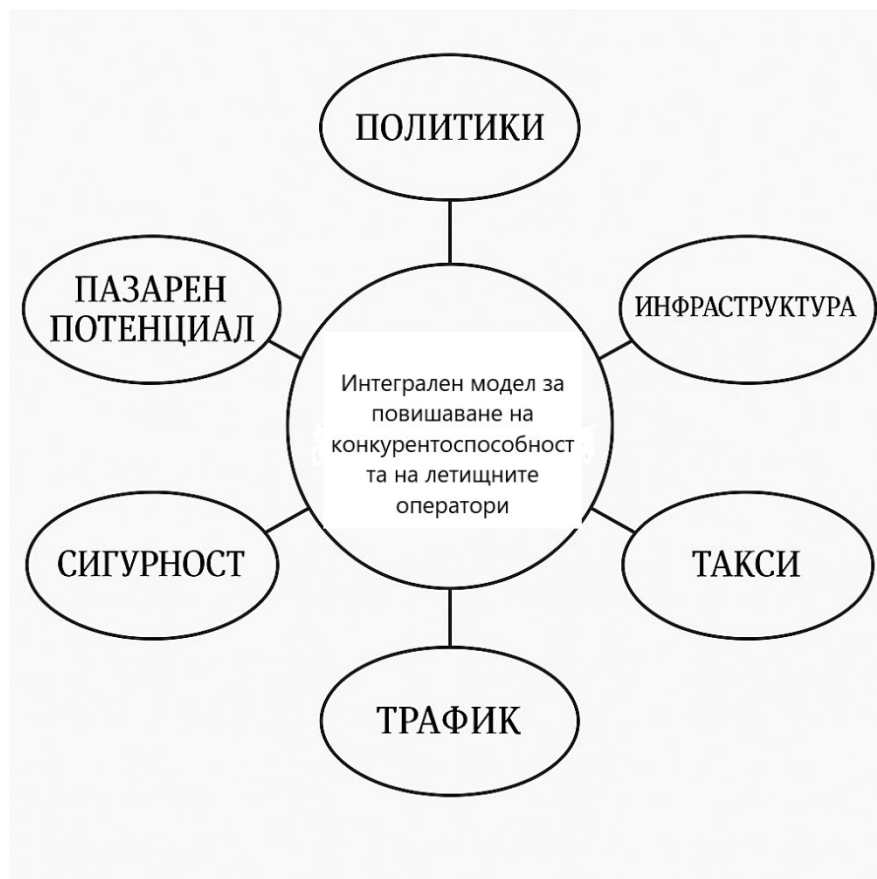 ПОЛИТИКИ
ПАЗАРЕН
ПОТЕНЦИАЛ
ИНФРАСТРУКТУРА
Интегрален модел за
повишаване на
конкурентоспособност
та на летищните
оператори
СИГУРНОСТ
ТАКСИ
ТРАФИК